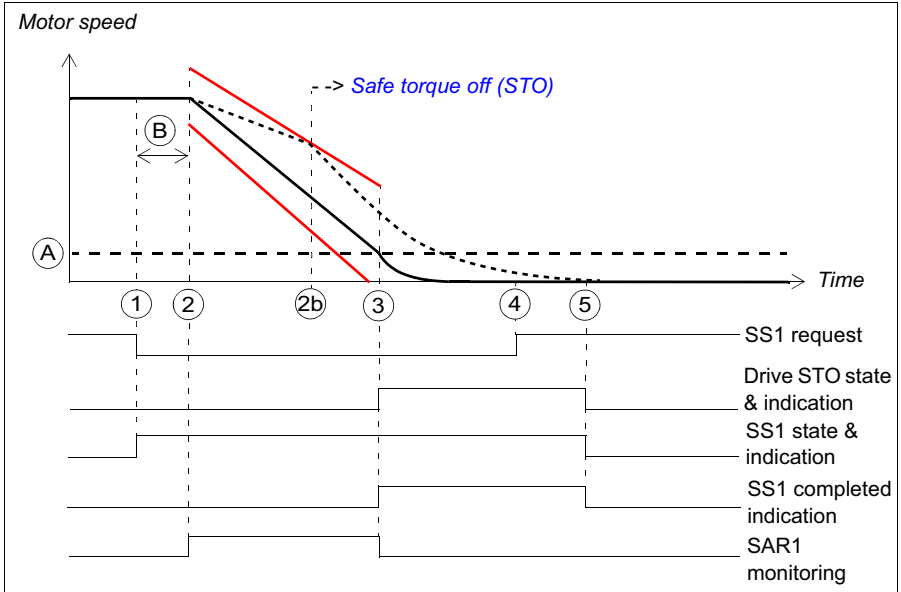 Motor speed
Safe torque off (STO)
B
A
Time
1
2
2b
3
4
5
SS1 request
Drive STO state
& indication
SS1 state &
indication
SS1 completed
indication
SAR1
monitoring